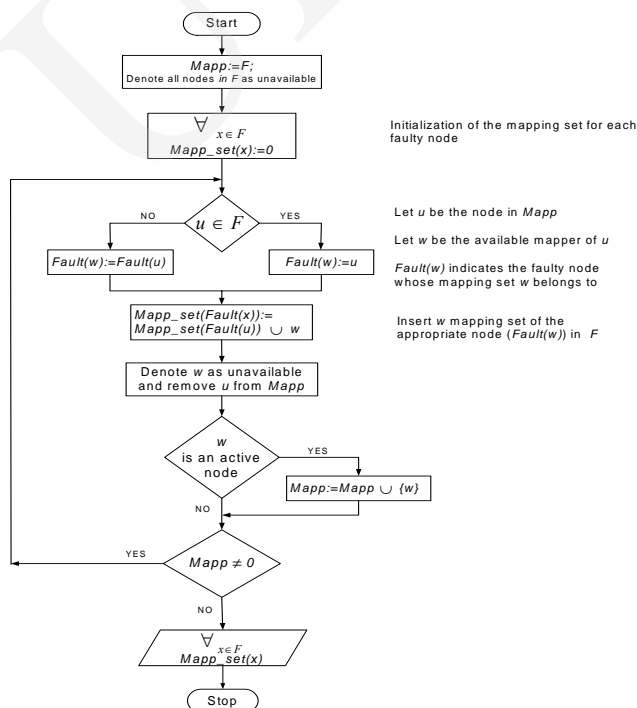 Start
Mapp:=F;
Denote all nodes in F as unavailable
∀
x ∈ F
Mapp_set(x):=0
Initialization of the mapping set for each
faulty node
NO
u ∈ F
YES
Let u be the node in Mapp
Let w be the available mapper of u
Fault(w):=Fault(u)
Fault(w):=u
Fault(w) indicates the faulty node
whose mapping set w belongs to
Mapp_set(Fault(x)):=
Mapp_set(Fault(u)) ∪ w
Insert w mapping set of the
appropriate node (Fault(w)) in F
Denote w as unavailable
and remove u from Mapp
w
is an active
node
YES
Mapp:=Mapp ∪ {w}
NO
YES
Mapp ≠ 0
NO
∀
x∈F
Mapp_set(x)
Stop